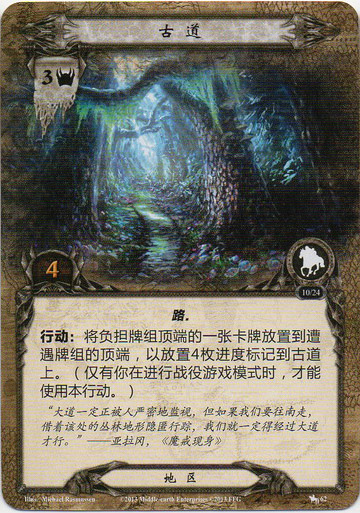 古道
3
4
10/24
路.
行动：将负担牌组顶端的一张卡牌放置到遭
遇牌组的顶端，以放置4枚进度标记到古道
上。（仅有你在进行战役游戏模式时，才能
使用本行动。）
“大道一定正被人严密地监视，但如果我们要往南走，
借着该处的丛林地形隐匿行踪，我们就一定得经过大道
才行。”——亚拉冈，《魔戒现身》
地区
Illus. Michael Rasmussen
©2013 Middle-earth Enterprises ©2013 FFG
62